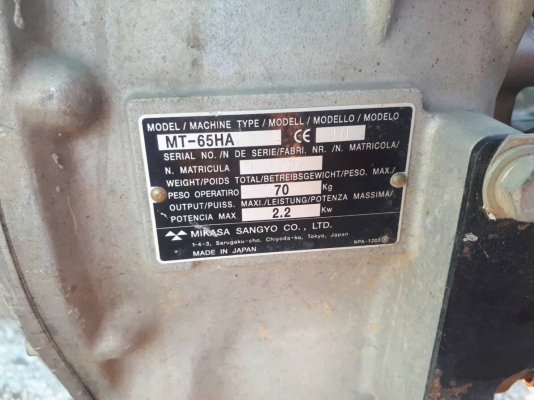 MODEL / MACHINE TYPE / MODELL / MODELLO / MODELO
MT-65HA CE
SERIAL NO. /N DE SERIE/FABRI. NR. /N. MATRICOLA/
N. MATRICULA
WEIGHT/POIDS TOTAL/BETREIBSGEWICHT/PESO. MAX./
PESO OPERATIRO 70 Kg
OUTPUT/PUISS. MAXI./LEISTUNG/POTENZA MASSIMA/
POTENCIA MAX. 2.2 Kw
MIKASA SANGYO CO., LTD.
1-4-3, Sarugaku-cho, Chiyoda-ku, Tokyo, Japan
MADE IN JAPAN